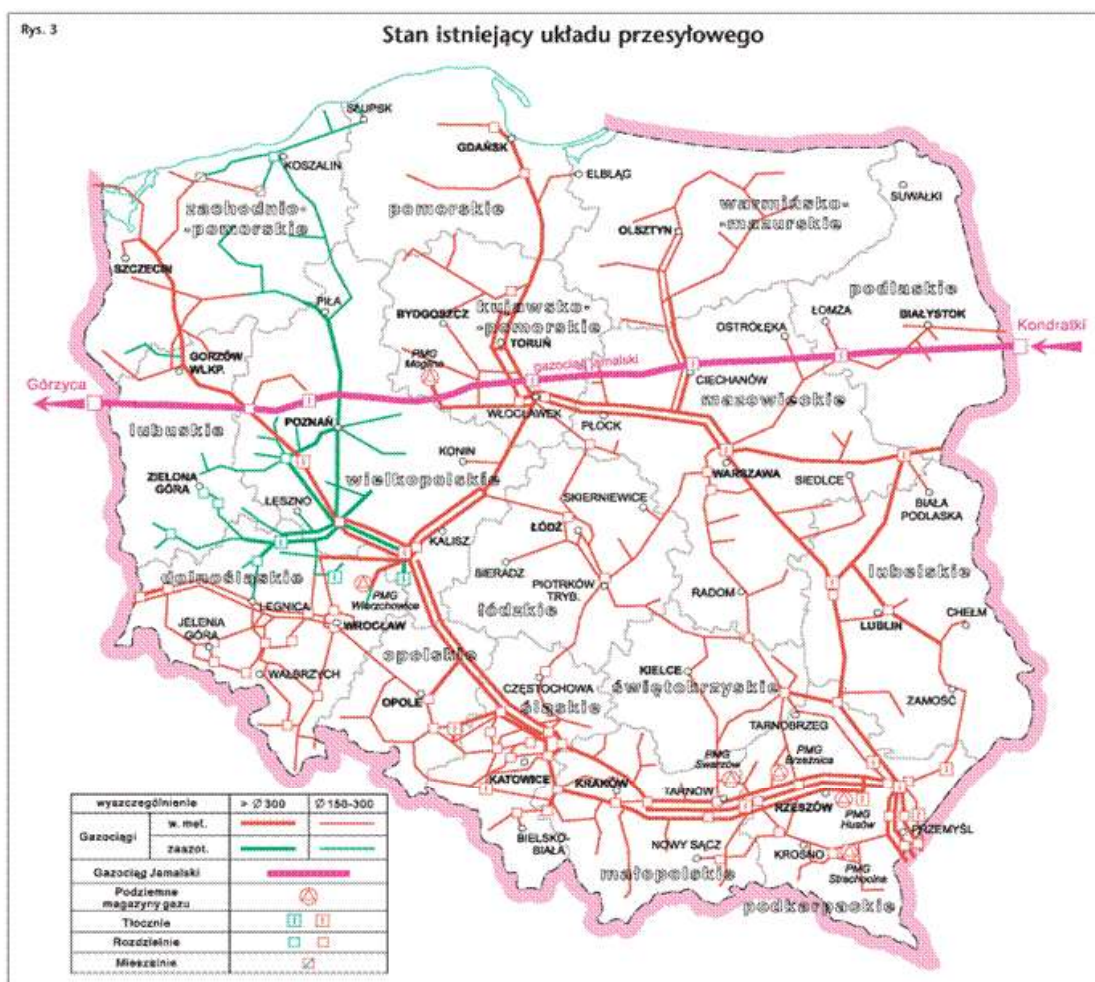 Rys. 3
Stan istniejący układu przesyłowego
SŁUPSK
KOSZALIN
GDAŃSK
ELBLĄG
SUWAŁKI
zachodnio-
-pomorskie
pomorskie
warmińsko-
-mazurskie
OLSZTYN
SZCZECIN
PIŁA
BYDGOSZCZ
kujawsko-
-pomorskie
TORUŃ
podlaskie
ŁOMŻA
BIAŁYSTOK
OSTRÓŁĘKA
Kondratki
GORZÓW
WLKP.
PMG
Mogilno
gazociąg Jamalski
CIECHANÓW
mazowieckie
Górzyca
lubuskie
POZNAŃ
WŁOCŁAWEK
PŁOCK
KONIN
WARSZAWA
SIEDLCE
BIAŁA
PODLASKA
ZIELONA
GÓRA
wielkopolskie
LESZNO
SKIERNIEWICE
ŁÓDŹ
KALISZ
SIERADZ
PIOTRKÓW
TRYB.
łódzkie
RADOM
lubelskie
LUBLIN
CHEŁM
dolnośląskie
PMG
Wierzchowice
LEGNICA
WROCŁAW
JELENIA
GÓRA
WAŁBRZYCH
opolskie
OPOLE
CZĘSTOCHOWA
śląskie
KIELCE
świętokrzyskie
ZAMOŚĆ
TARNOBRZEG
KATOWICE
KRAKÓW
PMG
Swarzów
PMG
Brzeźnica
TARNÓW
RZESZÓW
PMG
Husów
PRZEMYŚL
BIELSKO-
BIAŁA
NOWY SĄCZ
małopolskie
KROSNO
PMG
Strachocina
podkarpackie
wyszczególnienie > Ø 300 Ø 150-300
Gazociągi w. met.
zaazot.
Gazociąg Jamalski
Podziemne
magazyny gazu
Tłocznie
Rozdzielnie
Mieszalnie